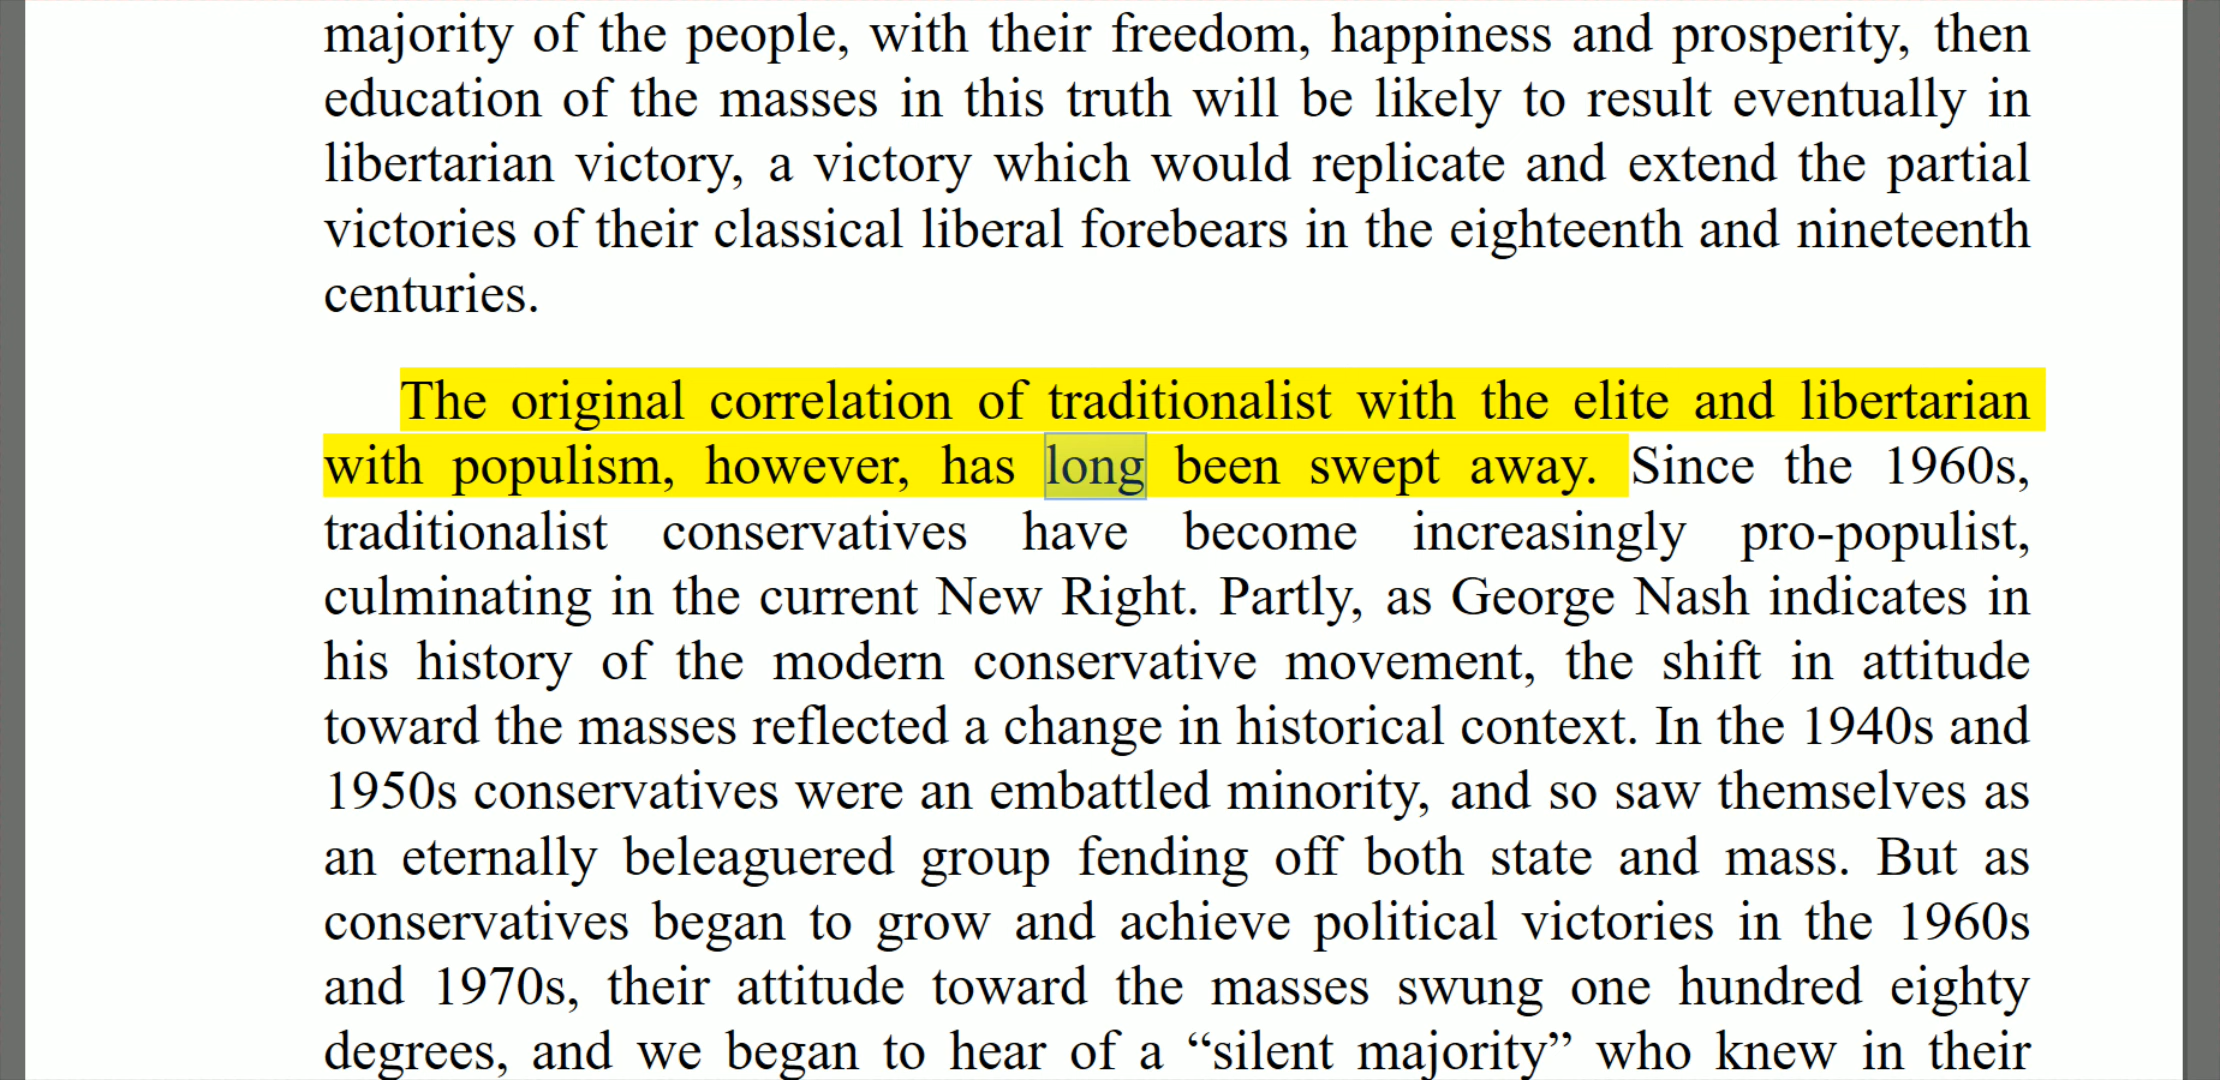 majority of the people, with their freedom, happiness and prosperity, then
education of the masses in this truth will be likely to result eventually in
libertarian victory, a victory which would replicate and extend the partial
victories of their classical liberal forebears in the eighteenth and nineteenth
centuries.
The original correlation of traditionalist with the elite and libertarian
with populism, however, has long been swept away. Since the 1960s,
traditionalist conservatives have become increasingly pro-populist,
culminating in the current New Right. Partly, as George Nash indicates in
his history of the modern conservative movement, the shift in attitude
toward the masses reflected a change in historical context. In the 1940s and
1950s conservatives were an embattled minority, and so saw themselves as
an eternally beleaguered group fending off both state and mass. But as
conservatives began to grow and achieve political victories in the 1960s
and 1970s, their attitude toward the masses swung one hundred eighty
degrees, and we began to hear of a “silent majority” who knew in their